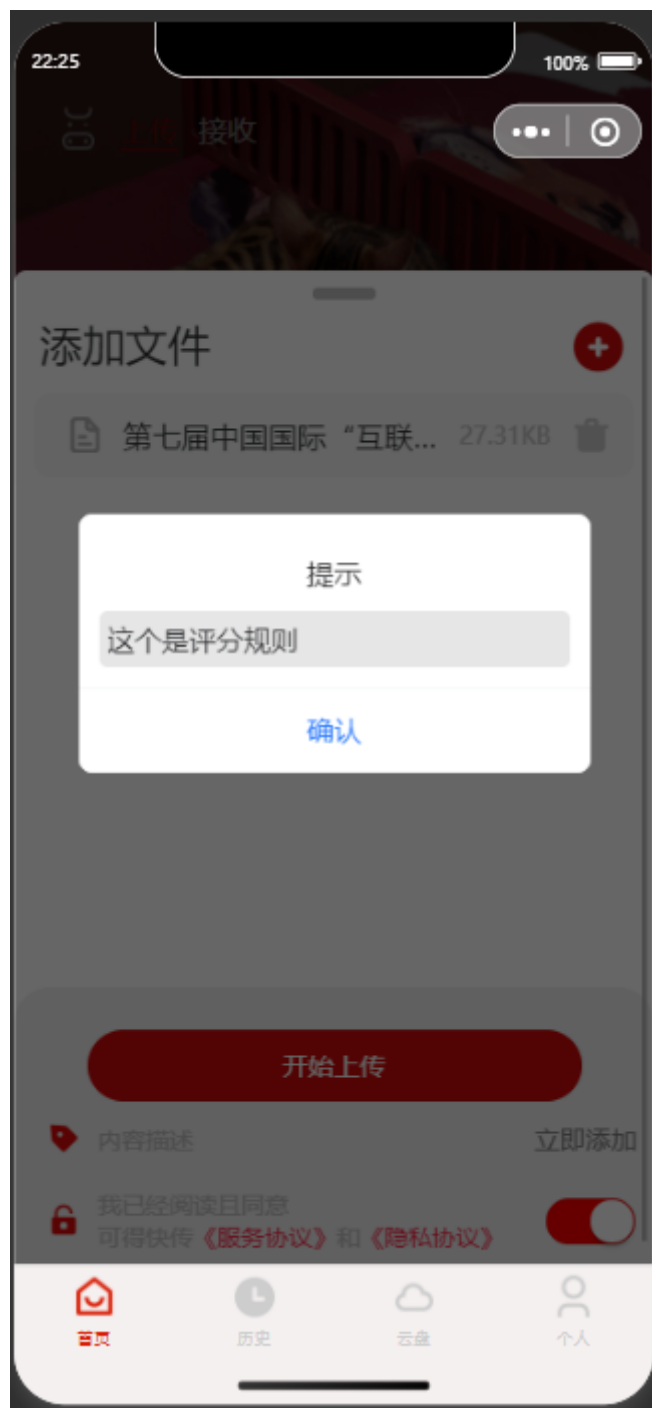 22:25
100%
上传 接收
添加文件
第七届中国国际“互联... 27.31KB
提示
这个是评分规则
确认
开始上传
内容描述 立即添加
我已经阅读且同意
可得快传《服务协议》和《隐私协议》
首页 历史 云盘 个人